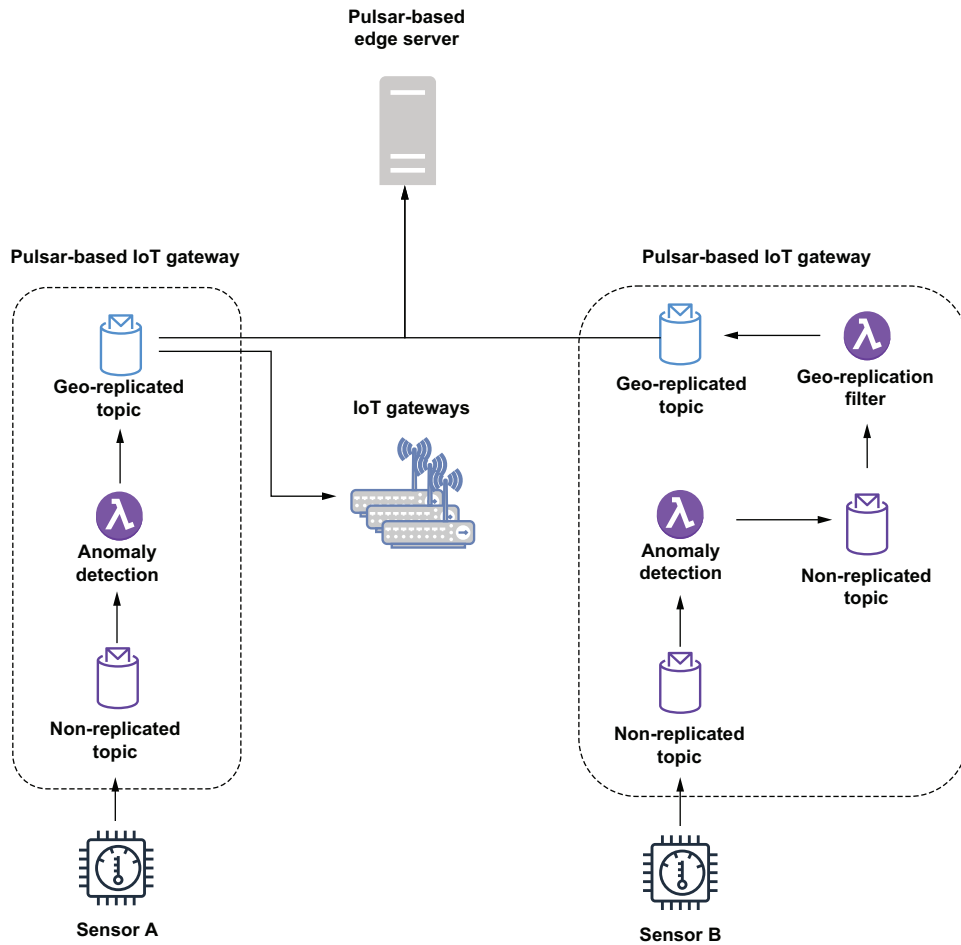 Pulsar-based
edge server
Pulsar-based IoT gateway
Pulsar-based IoT gateway
Geo-replicated
topic
Geo-replicated
topic
Geo-replication
filter
IoT gateways
Anomaly
detection
Anomaly
detection
Non-replicated
topic
Non-replicated
topic
Non-replicated
topic
Sensor A
Sensor B